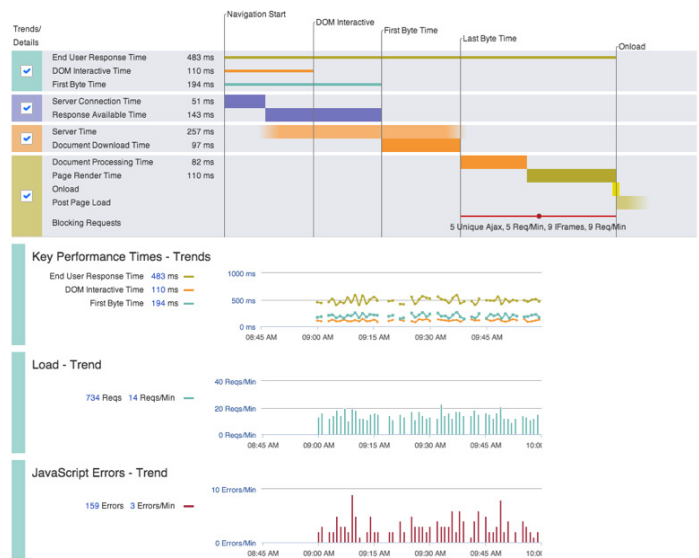 Trends/
Details
Navigation Start
DOM Interactive
First Byte Time
Last Byte Time
Onload
End User Response Time 483 ms
DOM Interactive Time 110 ms
First Byte Time 194 ms
Server Connection Time 51 ms
Response Available Time 143 ms
Server Time 257 ms
Document Download Time 97 ms
Document Processing Time 82 ms
Page Render Time 110 ms
Onload
Post Page Load
Blocking Requests
5 Unique Ajax, 5 Req/Min, 9 IFrames, 9 Req/Min
Key Performance Times - Trends
End User Response Time 483 ms
DOM Interactive Time 110 ms
First Byte Time 194 ms
1000 ms
500 ms
0 ms
08:45 AM 09:00 AM 09:15 AM 09:30 AM 09:45 AM
Load - Trend
734 Reqs 14 Reqs/Min
40 Reqs/Min
20 Reqs/Min
0 Reqs/Min
08:45 AM 09:00 AM 09:15 AM 09:30 AM 09:45 AM 10:00
JavaScript Errors - Trend
159 Errors 3 Errors/Min
10 Errors/Min
0 Errors/Min
08:45 AM 09:00 AM 09:15 AM 09:30 AM 09:45 AM 10:00